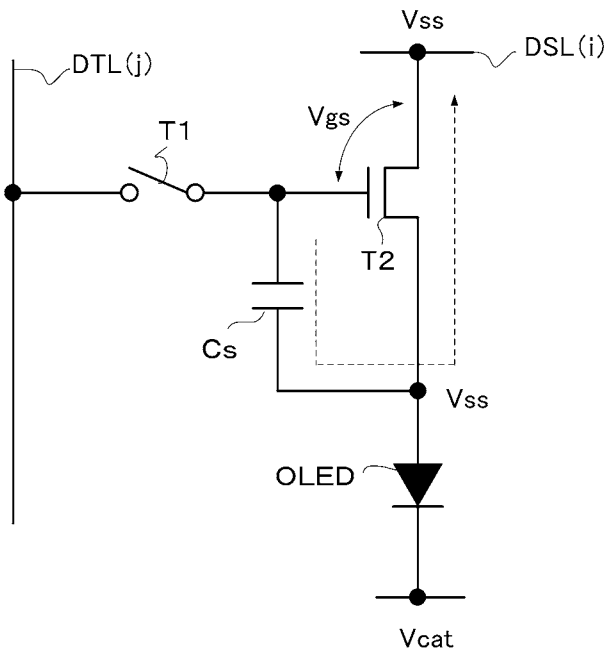 Vss
DSL(i)
DTL(j)
Vgs
T1
T2
Cs
Vss
OLED
Vcat